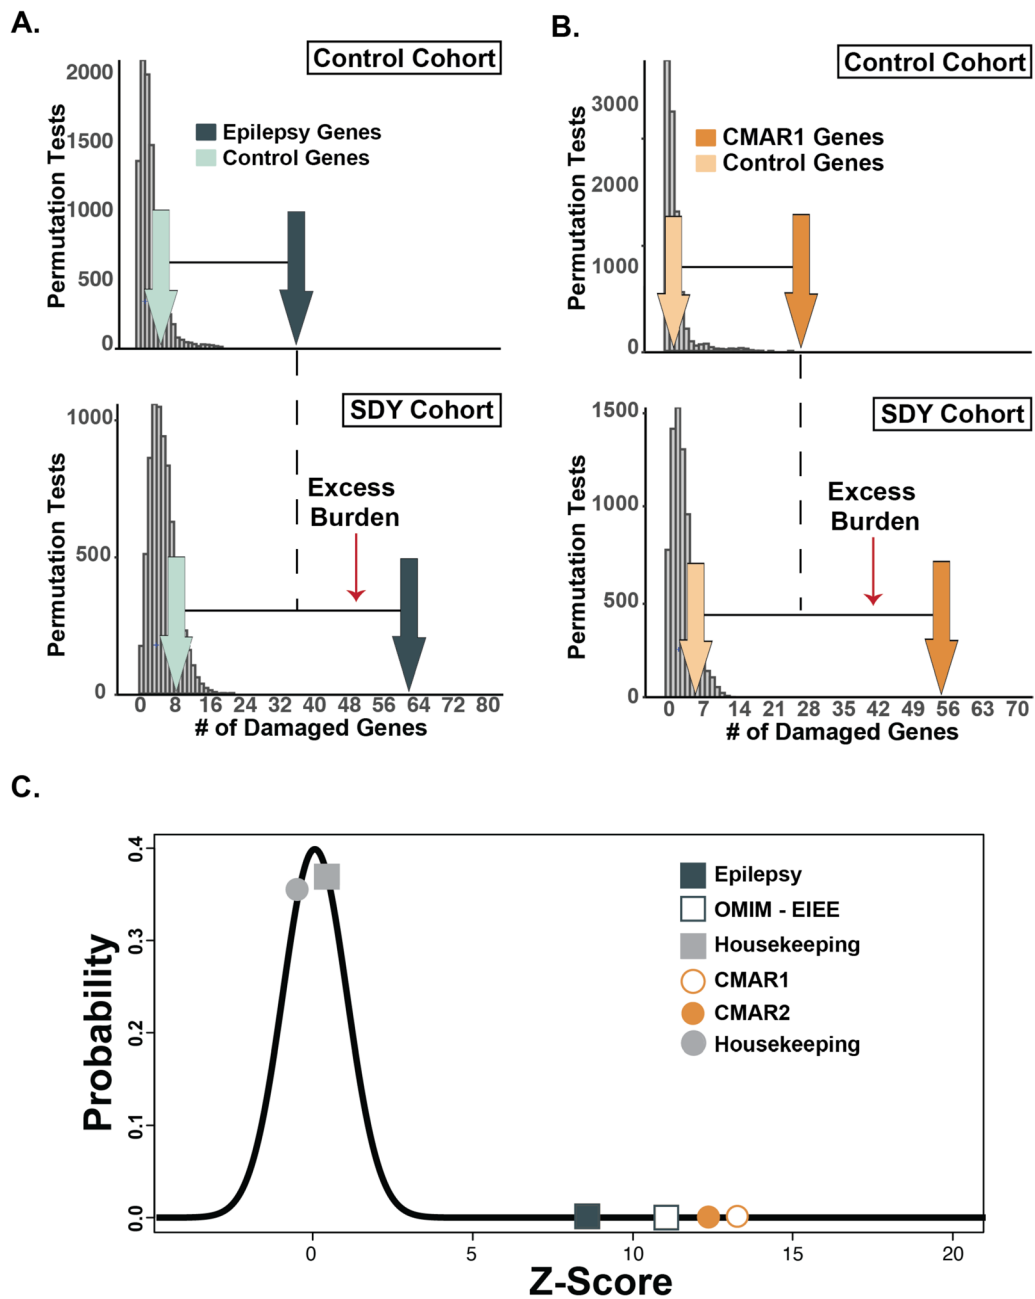 A.
Control Cohort
Permutation Tests
2000
1500
1000
500
0
Epilepsy Genes
Control Genes
SDY Cohort
Permutation Tests
1000
500
0
Excess
Burden
0 8 16 24 32 40 48 56 64 72 80
# of Damaged Genes
B.
Control Cohort
Permutation Tests
3000
2000
1000
0
CMAR1 Genes
Control Genes
SDY Cohort
Permutation Tests
1500
1000
500
0
Excess
Burden
0 7 14 21 28 35 42 49 56 63 70
# of Damaged Genes
C.
Probability
0.4
0.3
0.2
0.1
0.0
Epilepsy
OMIM - EIEE
Housekeeping
CMAR1
CMAR2
Housekeeping
0 5 10 15 20
Z-Score